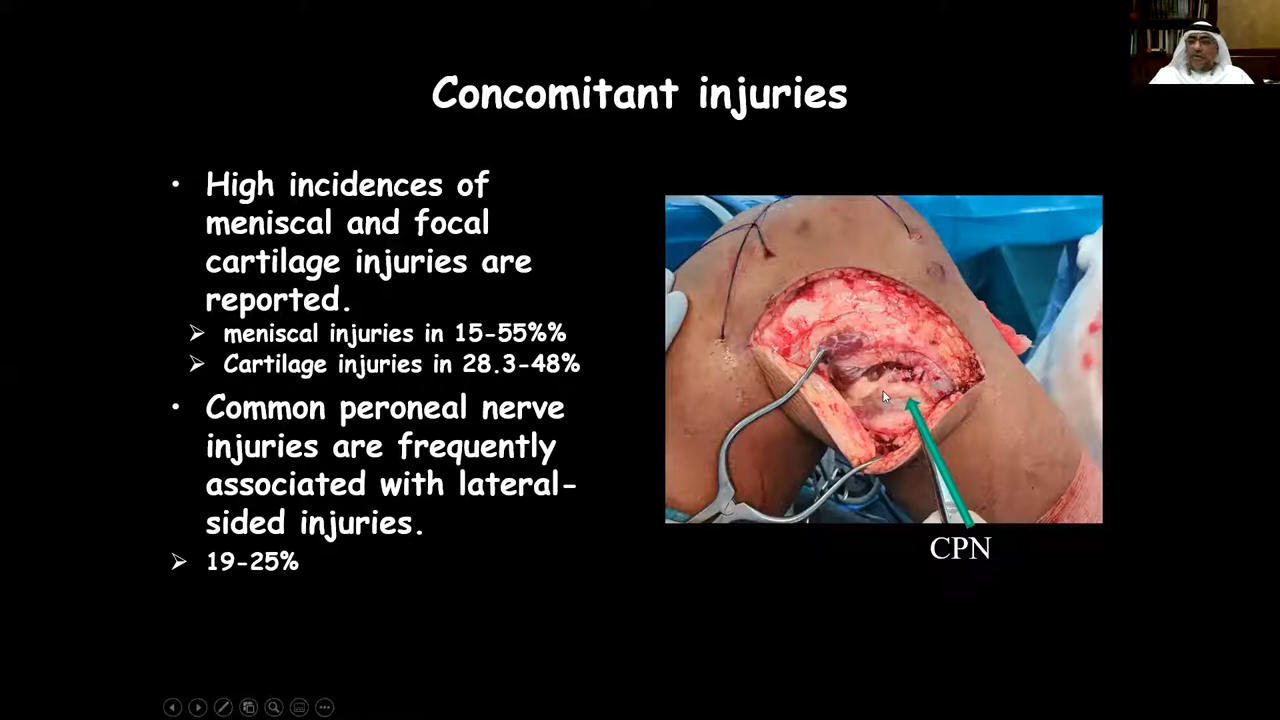 Concomitant injuries
• High incidences of
meniscal and focal
cartilage injuries are
reported.
➢ meniscal injuries in 15-55%%
➢ Cartilage injuries in 28.3-48%
• Common peroneal nerve
injuries are frequently
associated with lateral-
sided injuries.
➢ 19-25%
CPN